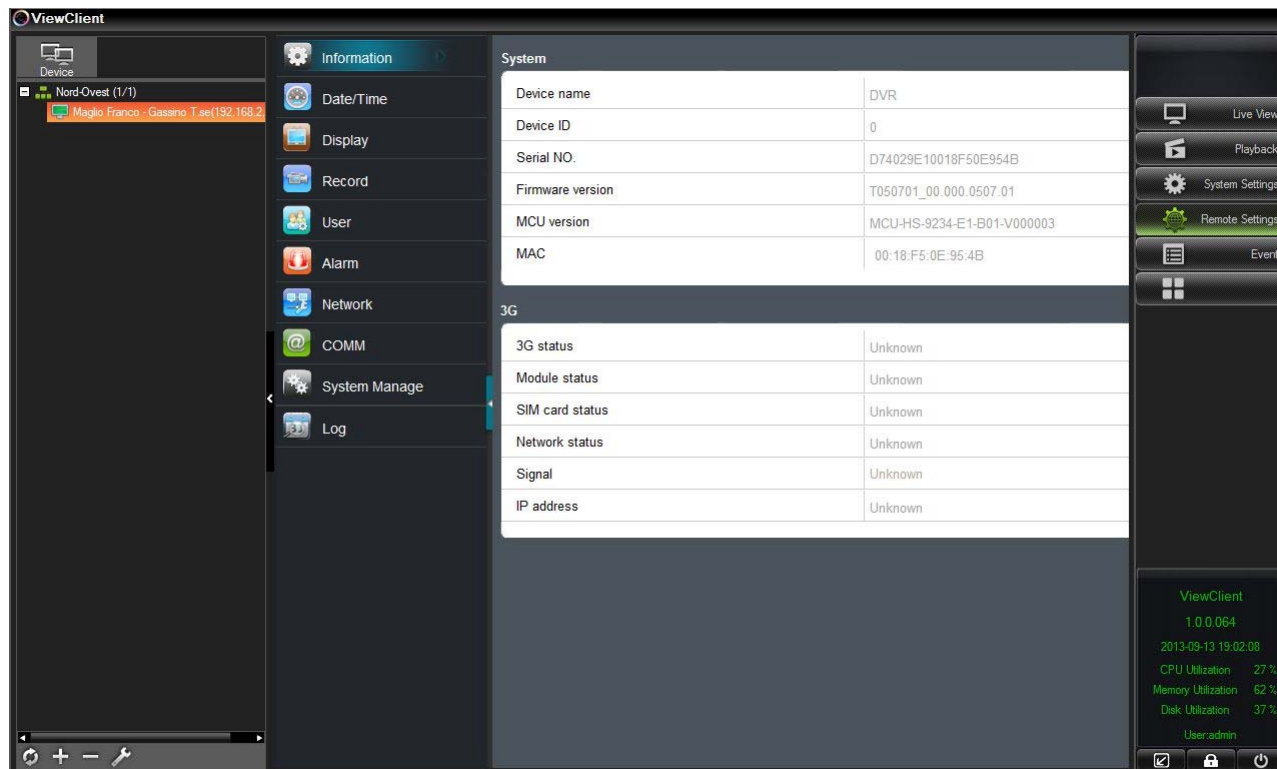 ViewClient
Device
Nord-Ovest (1/1)
Maglio Franco - Gassino T.se(192.168.2
Information
Date/Time
Display
Record
User
Alarm
Network
COMM
System Manage
Log
System
Device name DVR
Device ID 0
Serial NO. D74029E10018F50E954B
Firmware version T050701_00.000.0507.01
MCU version MCU-HS-9234-E1-B01-V000003
MAC 00:18:F5:0E:95:4B
3G
3G status Unknown
Module status Unknown
SIM card status Unknown
Network status Unknown
Signal Unknown
IP address Unknown
Live View
Playback
System Settings
Remote Settings
Event
ViewClient
1.0.0.064
2013-09-13 19:02:08
CPU Utilization 27 %
Memory Utilization 62 %
Disk Utilization 37 %
User:admin